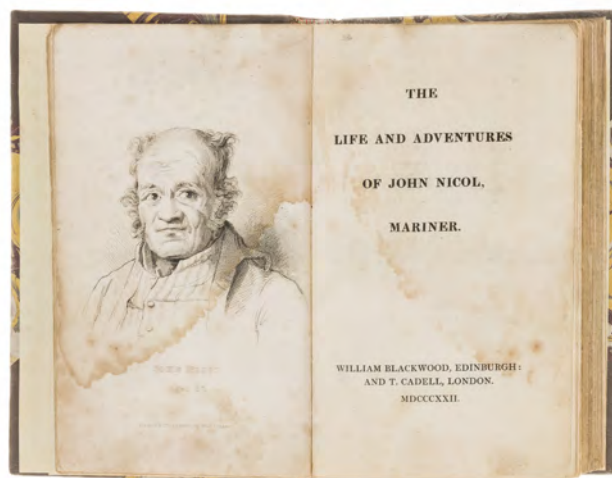 THE
LIFE AND ADVENTURES
OF JOHN NICOL,
MARINER.
WILLIAM BLACKWOOD, EDINBURGH:
AND T. CADELL, LONDON.
MDCCCXXII.